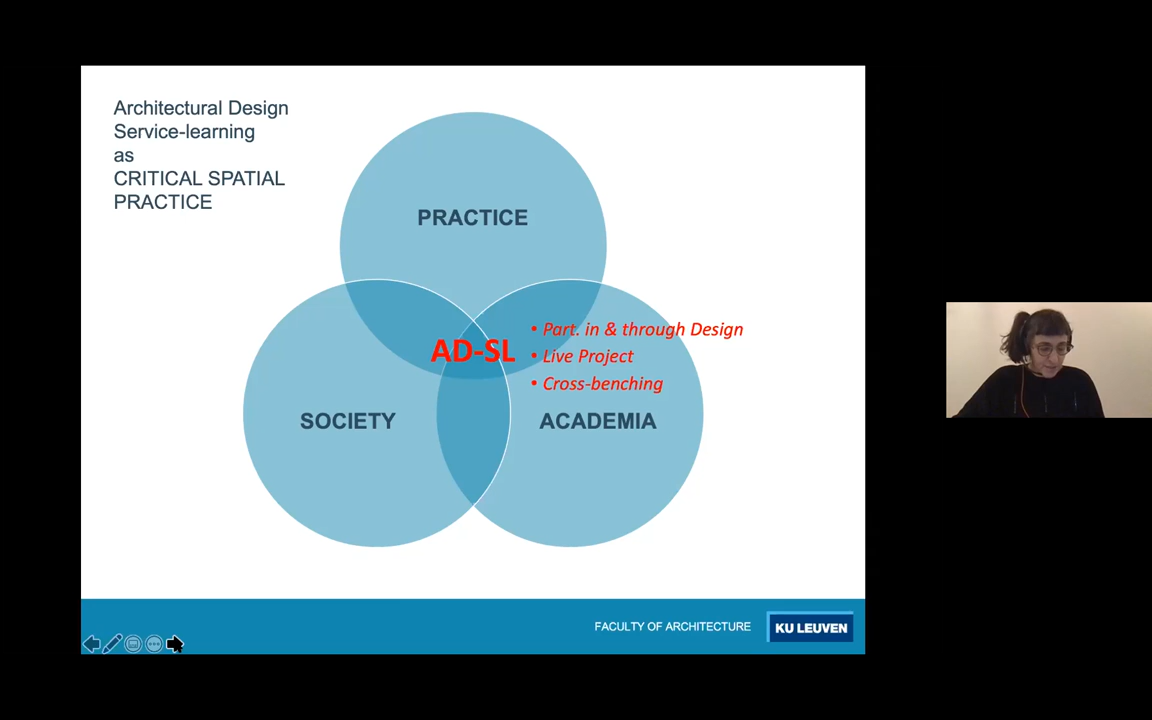 Architectural Design
Service-learning
as
CRITICAL SPATIAL
PRACTICE
PRACTICE
• Part. in & through Design
AD-SL
• Live Project
• Cross-benching
SOCIETY
ACADEMIA
FACULTY OF ARCHITECTURE
KU LEUVEN